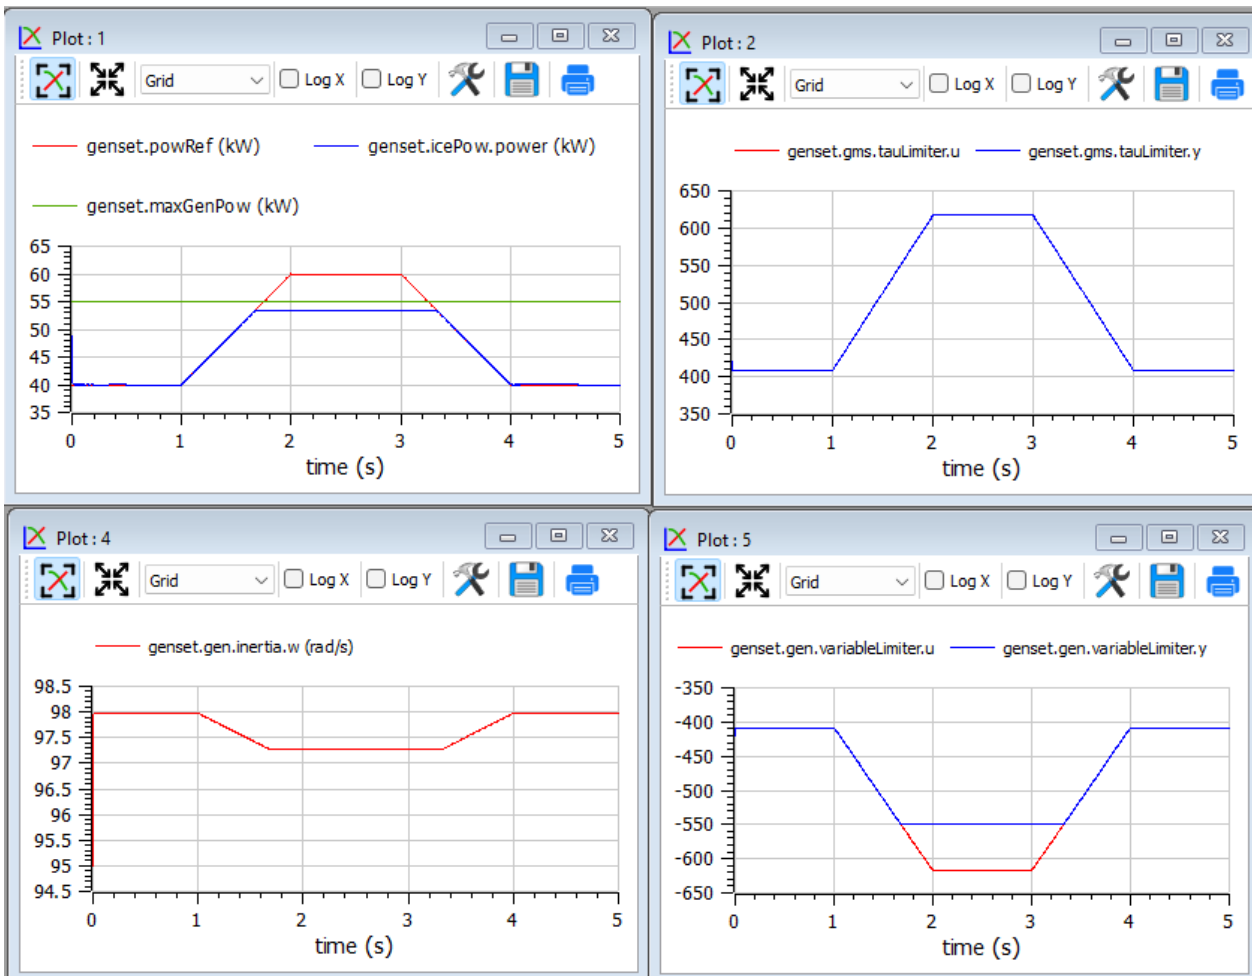 Plot : 1
Grid Log X Log Y
genset.powRef (kW) genset.icePow.power (kW)
genset.maxGenPow (kW)
65
60
55
50
45
40
35
0 1 2 3 4 5
time (s)
Plot : 2
Grid Log X Log Y
genset.gms.tauLimiter.u genset.gms.tauLimiter.y
650
600
550
500
450
400
350
0 1 2 3 4 5
time (s)
Plot : 4
Grid Log X Log Y
genset.gen.inertia.w (rad/s)
98.5
98
97.5
97
96.5
96
95.5
95
94.5
0 1 2 3 4 5
time (s)
Plot : 5
Grid Log X Log Y
genset.gen.variableLimiter.u genset.gen.variableLimiter.y
-350
-400
-450
-500
-550
-600
-650
0 1 2 3 4 5
time (s)